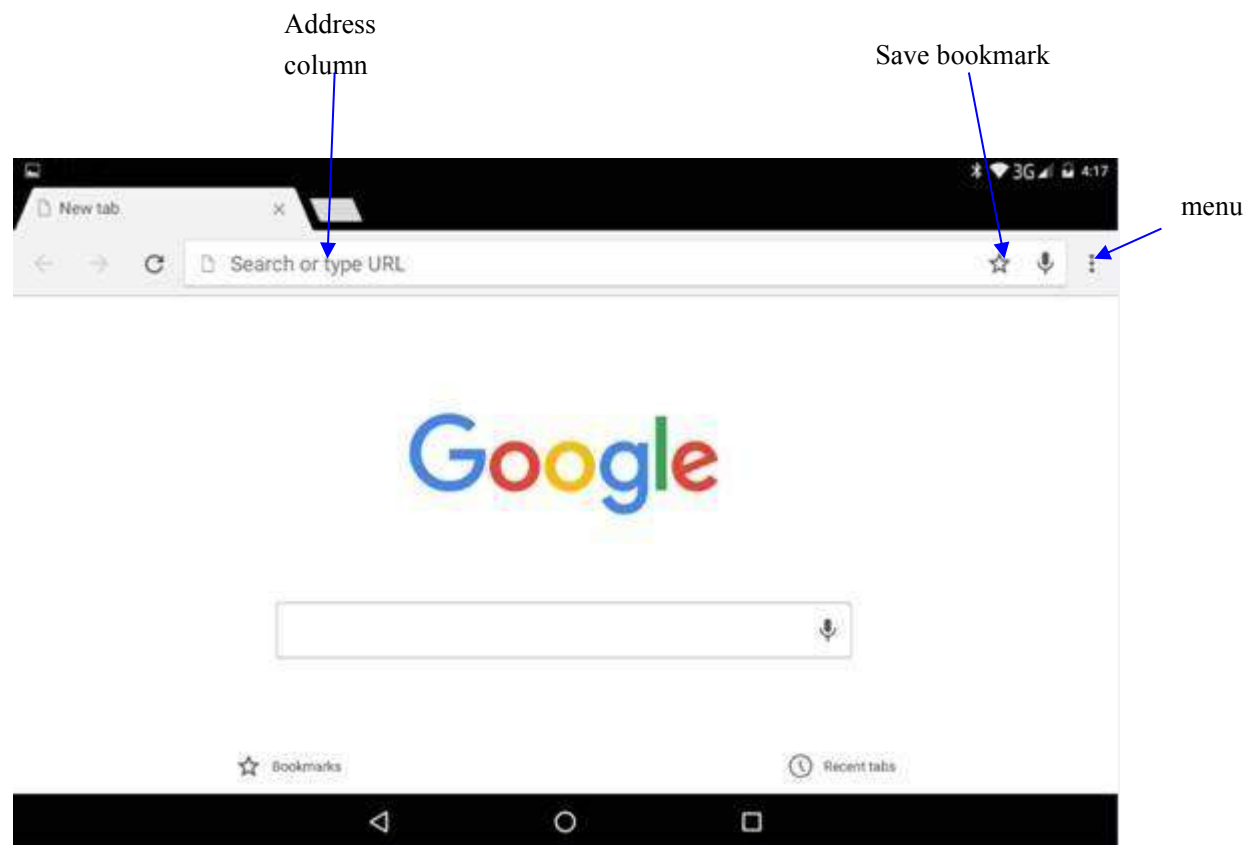 Address
column
Save bookmark
menu
3G 4:17
New tab
Search or type URL
Google
Bookmarks
Recent tabs